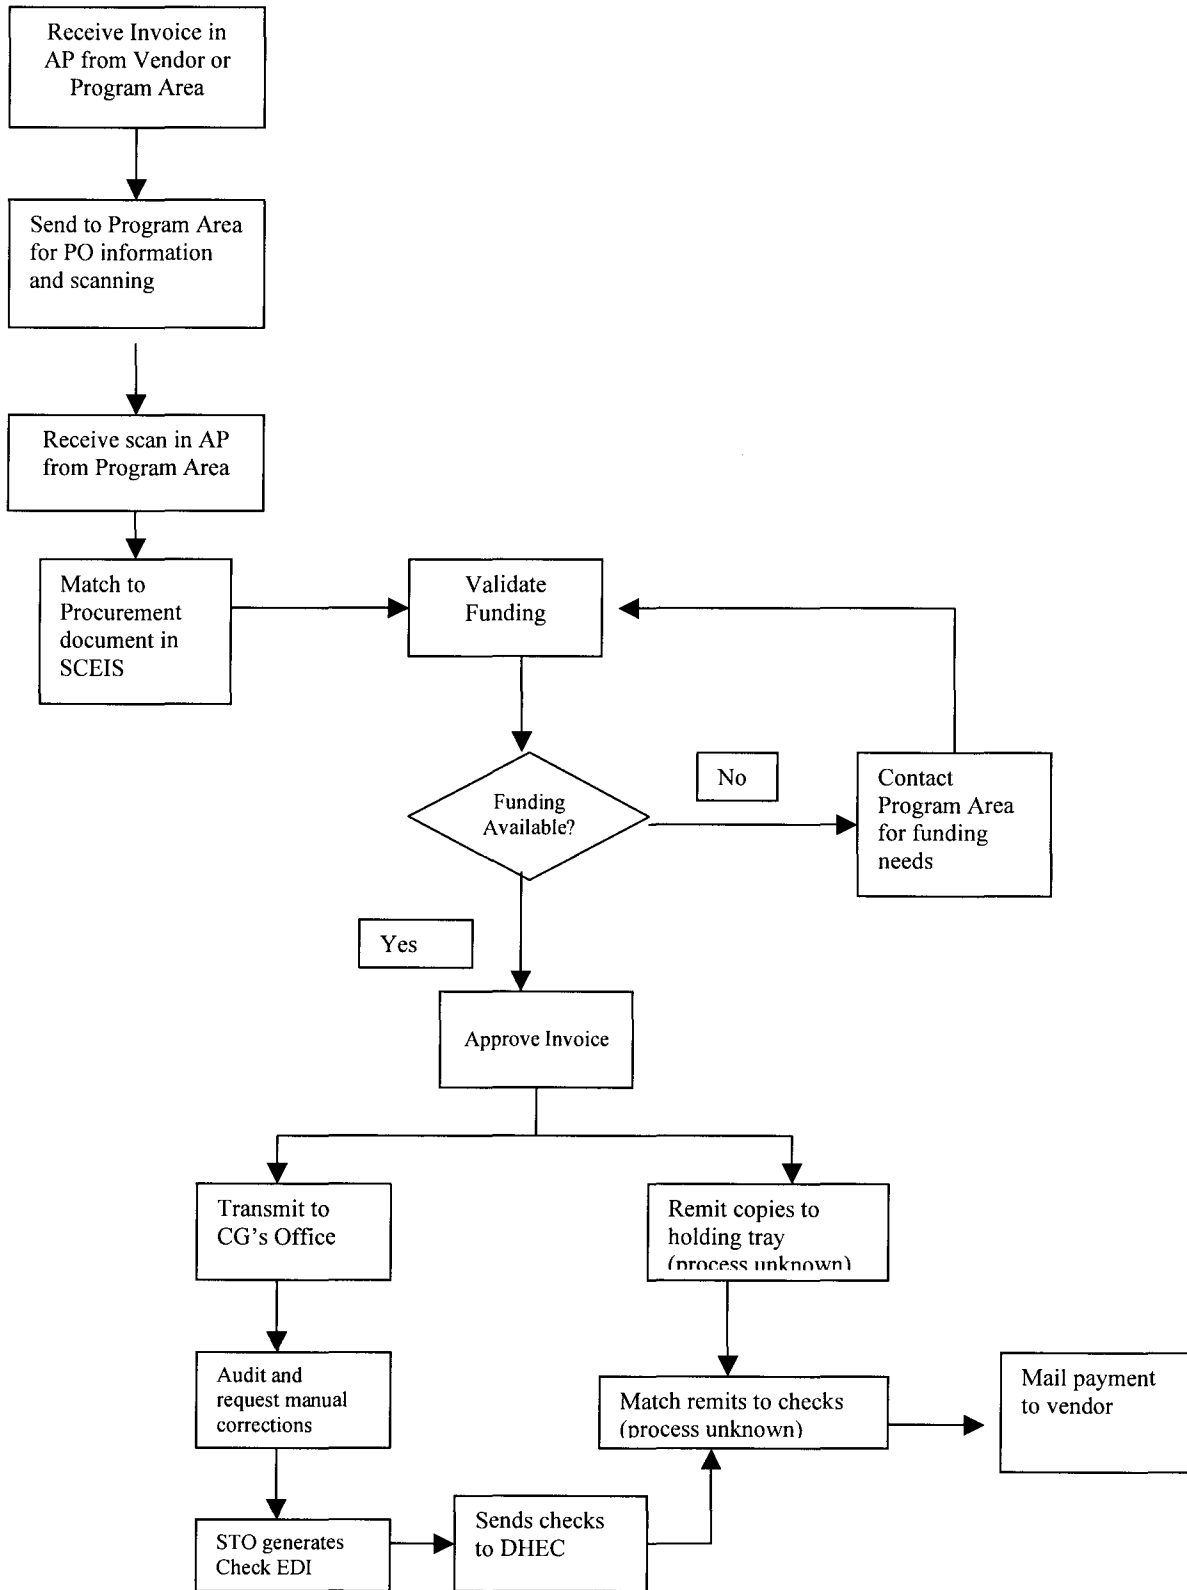 Receive Invoice in
AP from Vendor or
Program Area
Send to Program Area
for PO information
and scanning
Receive scan in AP
from Program Area
Match to
Procurement
document in
SCEIS
Validate
Funding
Funding
Available?
No
Contact
Program Area
for funding
needs
Yes
Approve Invoice
Transmit to
CG's Office
Remit copies to
holding tray
(process unknown)
Audit and
request manual
corrections
Match remits to checks
(process unknown)
Mail payment
to vendor
STO generates
Check EDI
Sends checks
to DHEC